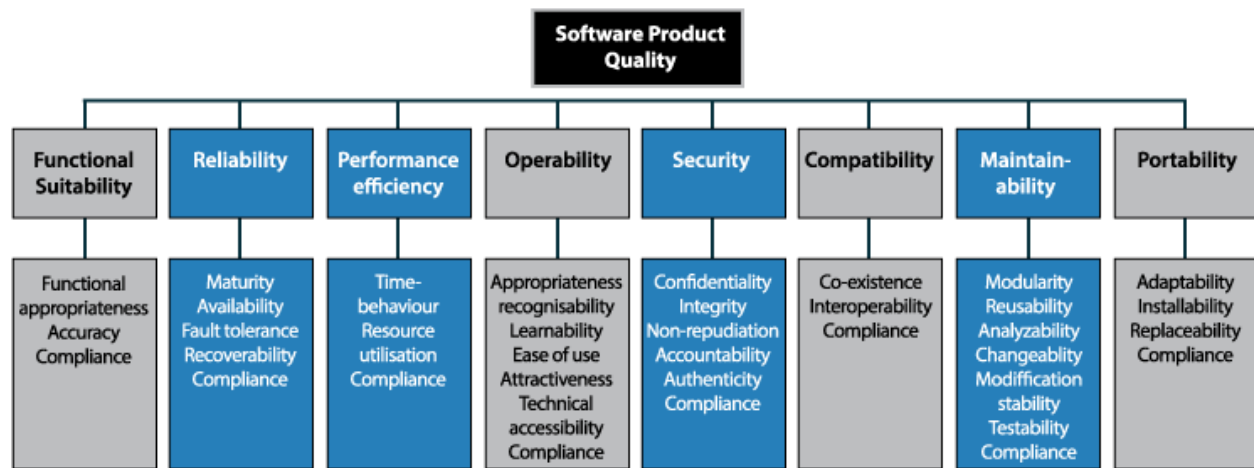 Software Product
Quality
Functional
Suitability
Reliability
Performance
efficiency
Operability
Security
Compatibility
Maintain-
ability
Portability
Functional
appropriateness
Accuracy
Compliance
Maturity
Availability
Fault tolerance
Recoverability
Compliance
Time-
behaviour
Resource
utilisation
Compliance
Appropriateness
recognisability
Learnability
Ease of use
Attractiveness
Technical
accessibility
Compliance
Confidentiality
Integrity
Non-repudiation
Accountability
Authenticity
Compliance
Co-existence
Interoperability
Compliance
Modularity
Reusability
Analyzability
Changeablity
Modiffication
stability
Testability
Compliance
Adaptability
Installability
Replaceability
Compliance